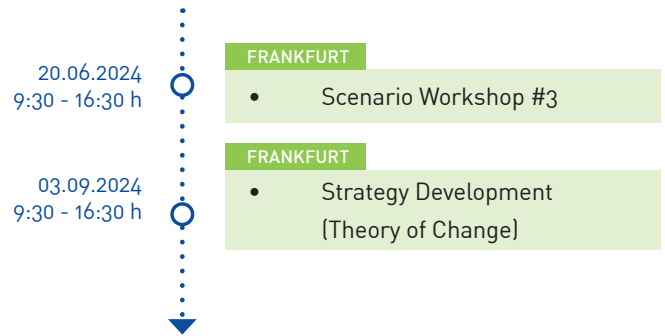 20.06.2024
9:30 - 16:30 h
FRANKFURT
• Scenario Workshop #3
03.09.2024
9:30 - 16:30 h
FRANKFURT
• Strategy Development
(Theory of Change)